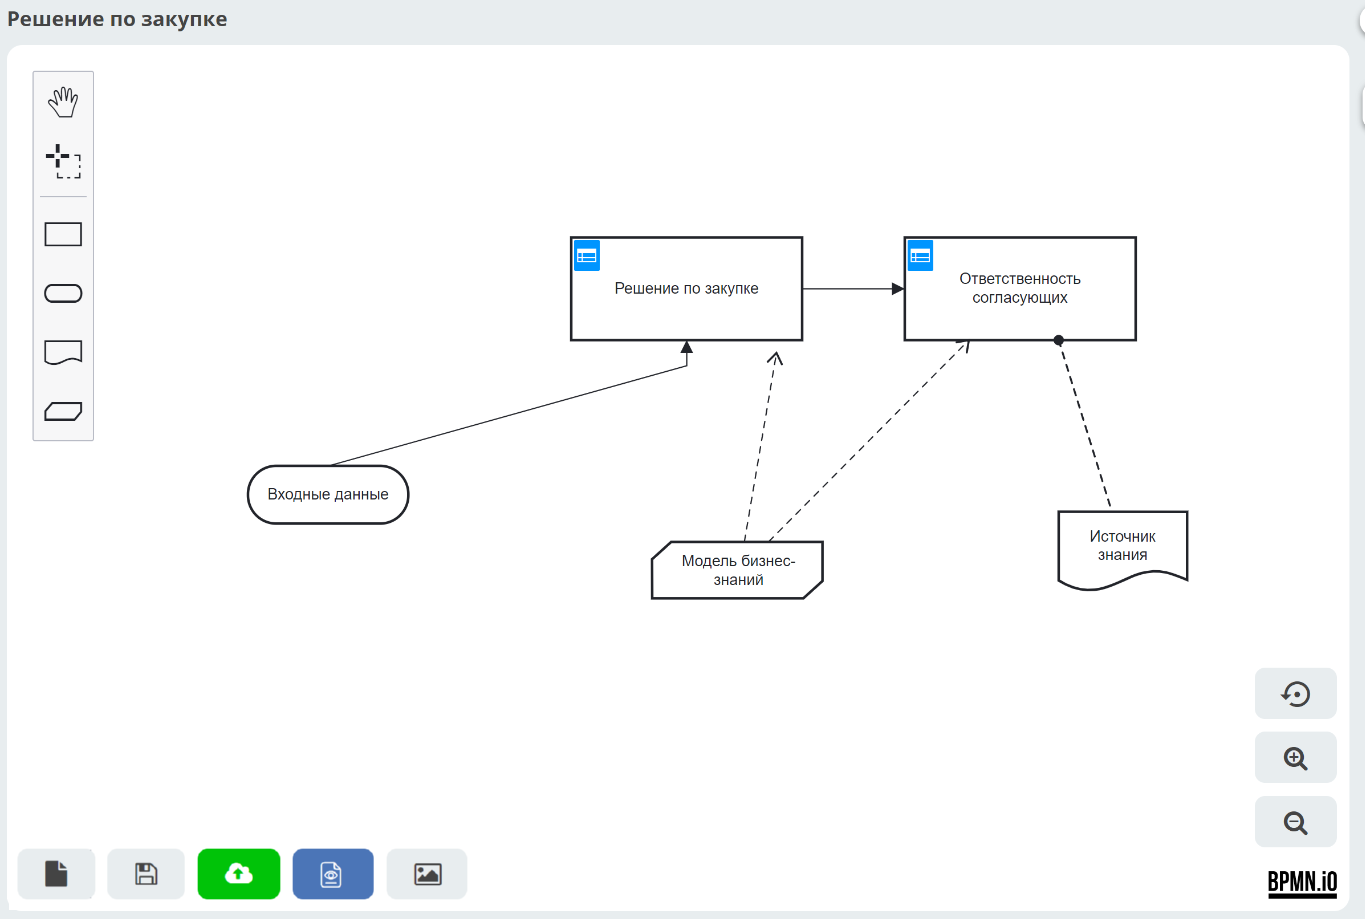 Решение по закупке
Решение по закупке
Ответственность
согласующих
Входные данные
Модель бизнес-
знаний
Источник
знания
BPMN.iO